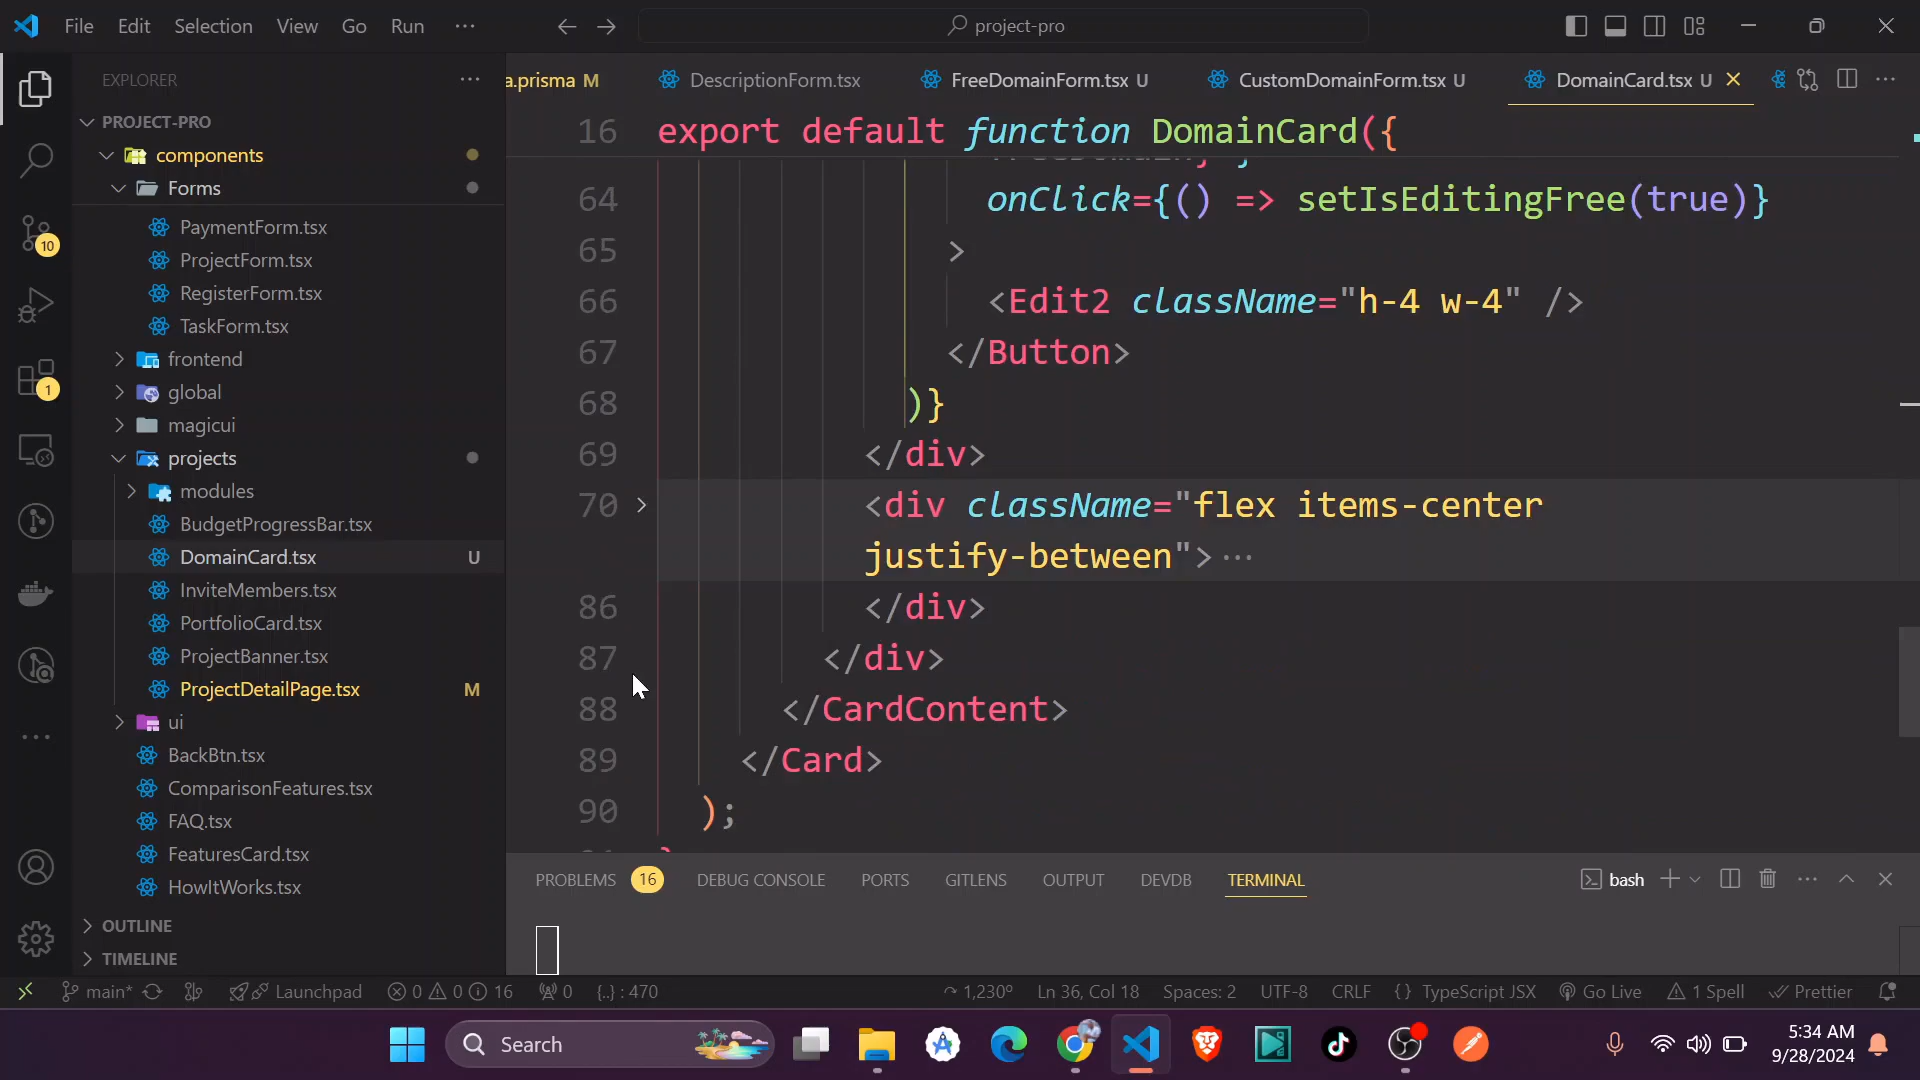 File Edit Selection View Go Run ··· project-pro
EXPLORER
PROJECT-PRO
components
Forms
PaymentForm.tsx
ProjectForm.tsx
RegisterForm.tsx
TaskForm.tsx
frontend
global
magicui
projects
modules
BudgetProgressBar.tsx
DomainCard.tsx U
InviteMembers.tsx
PortfolioCard.tsx
ProjectBanner.tsx
ProjectDetailPage.tsx M
ui
BackBtn.tsx
ComparisonFeatures.tsx
FAQ.tsx
FeaturesCard.tsx
HowItWorks.tsx
OUTLINE
TIMELINE
10
1
a.prisma M DescriptionForm.tsx FreeDomainForm.tsx U CustomDomainForm.tsx U DomainCard.tsx U
16 export default function DomainCard({
64 onClick={() => setIsEditingFree(true)}
65 >
66 <Edit2 className="h-4 w-4" />
67 </Button>
68 )}
69 </div>
70 <div className="flex items-center
justify-between">···
86 </div>
87 </div>
88 </CardContent>
89 </Card>
90 );
PROBLEMS 16 DEBUG CONSOLE PORTS GITLENS OUTPUT DEVDB TERMINAL bash
main* Launchpad 0 0 16 0 {..} : 470 1,230° Ln 36, Col 18 Spaces: 2 UTF-8 CRLF {} TypeScript JSX Go Live 1 Spell Prettier
Search
5:34 AM
9/28/2024